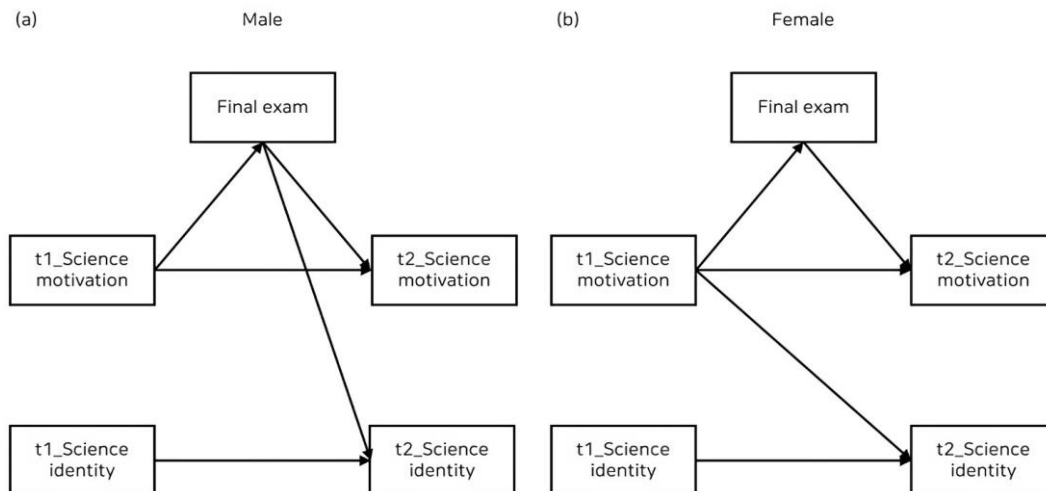 (a)
Male
Final exam
t1_Science
motivation
t2_Science
motivation
t1_Science
identity
t2_Science
identity
(b)
Female
Final exam
t1_Science
motivation
t2_Science
motivation
t1_Science
identity
t2_Science
identity